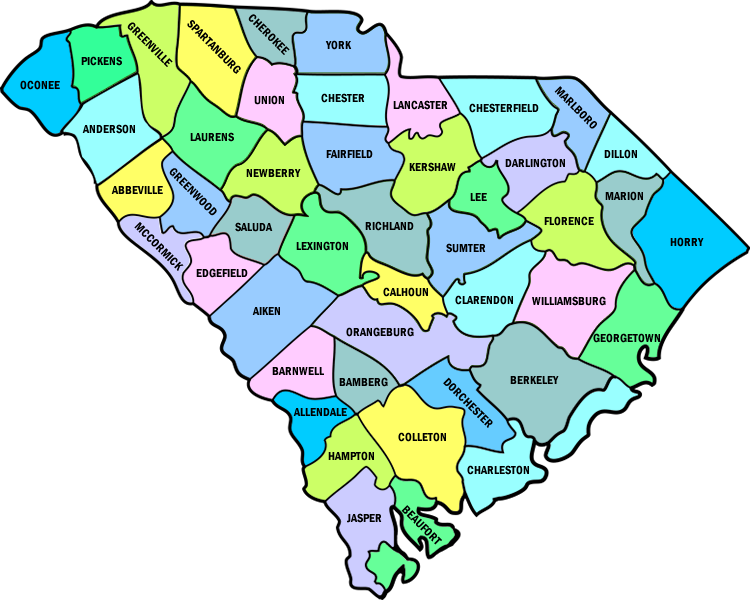 CHEROKEE
YORK
GREENVILLE
SPARTANBURG
PICKENS
OCONEE
UNION
CHESTER
LANCASTER
CHESTERFIELD
MARLBORO
ANDERSON
LAURENS
FAIRFIELD
KERSHAW
DARLINGTON
DILLON
NEWBERRY
ABBEVILLE
GREENWOOD
LEE
MARION
FLORENCE
SALUDA
RICHLAND
LEXINGTON
SUMTER
HORRY
MCCORMICK
EDGEFIELD
CALHOUN
CLARENDON
WILLIAMSBURG
AIKEN
ORANGEBURG
GEORGETOWN
BARNWELL
BAMBERG
BERKELEY
DORCHESTER
ALLENDALE
COLLETON
HAMPTON
CHARLESTON
JASPER
BEAUFORT